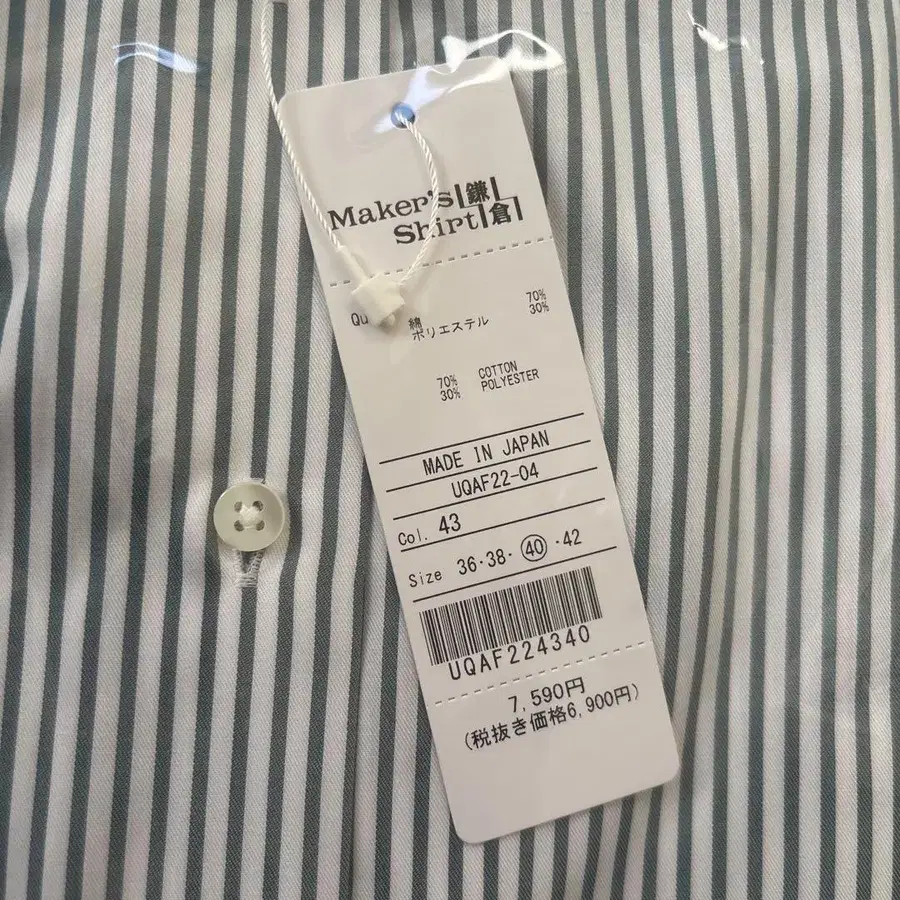 Maker's 鎌
Shirt 倉
Qu
綿 70%
ポリエステル 30%
70% COTTON
30% POLYESTER
MADE IN JAPAN
UQAF22-04
Col. 43
Size 36・38・40・42
UQAF224340
7,590円
(税抜き価格6,900円)